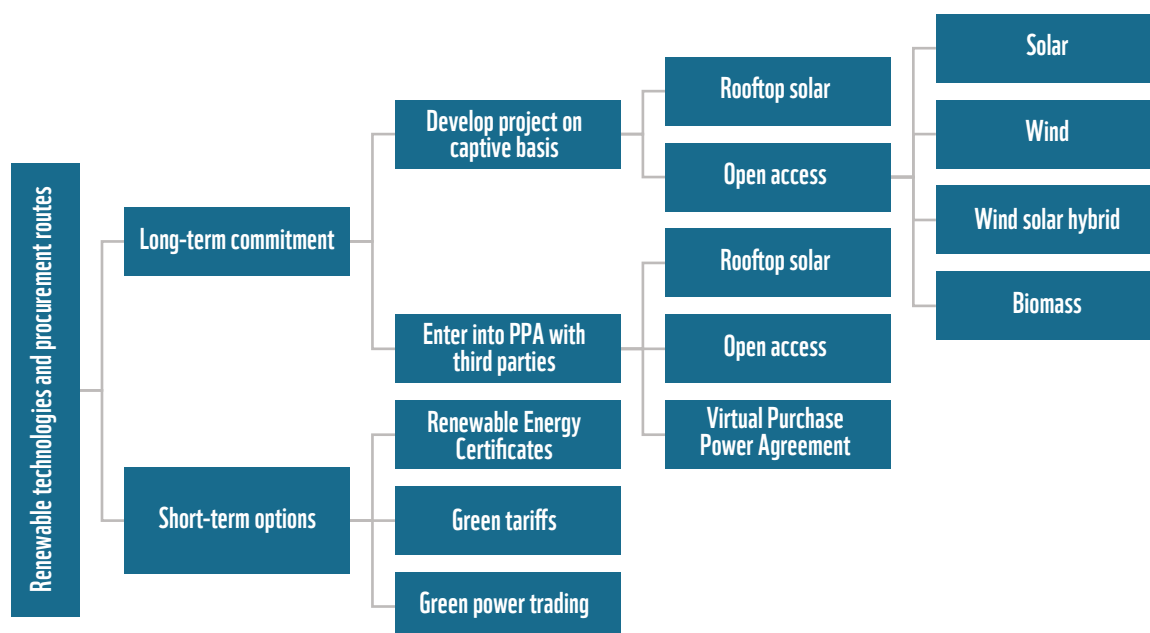 Renewable technologies and procurement routes
Long-term commitment
Develop project on
captive basis
Rooftop solar
Open access
Solar
Wind
Wind solar hybrid
Biomass
Enter into PPA with
third parties
Rooftop solar
Open access
Virtual Purchase
Power Agreement
Short-term options
Renewable Energy
Certificates
Green tariffs
Green power trading